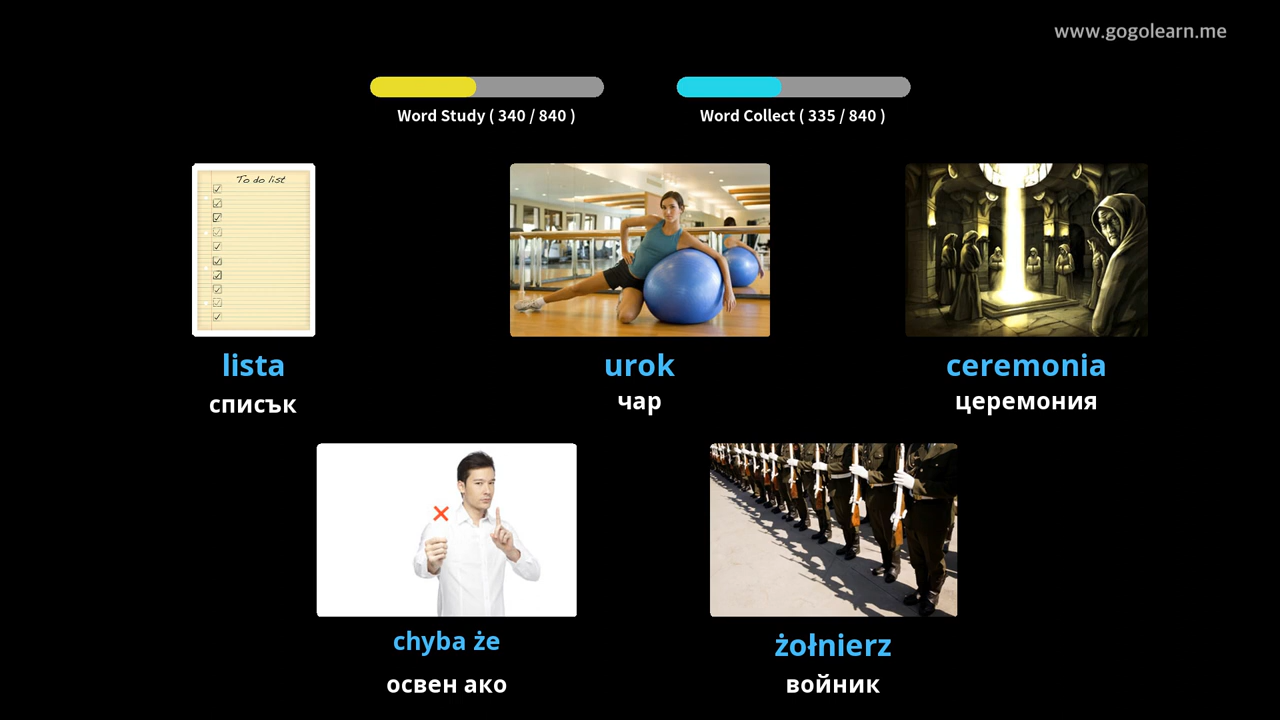 www.gogolearn.me
Word Study ( 340 / 840 )
Word Collect ( 335 / 840 )
To do list
lista
urok
ceremonia
списък
чар
церемония
chyba że
żołnierz
освен ако
войник